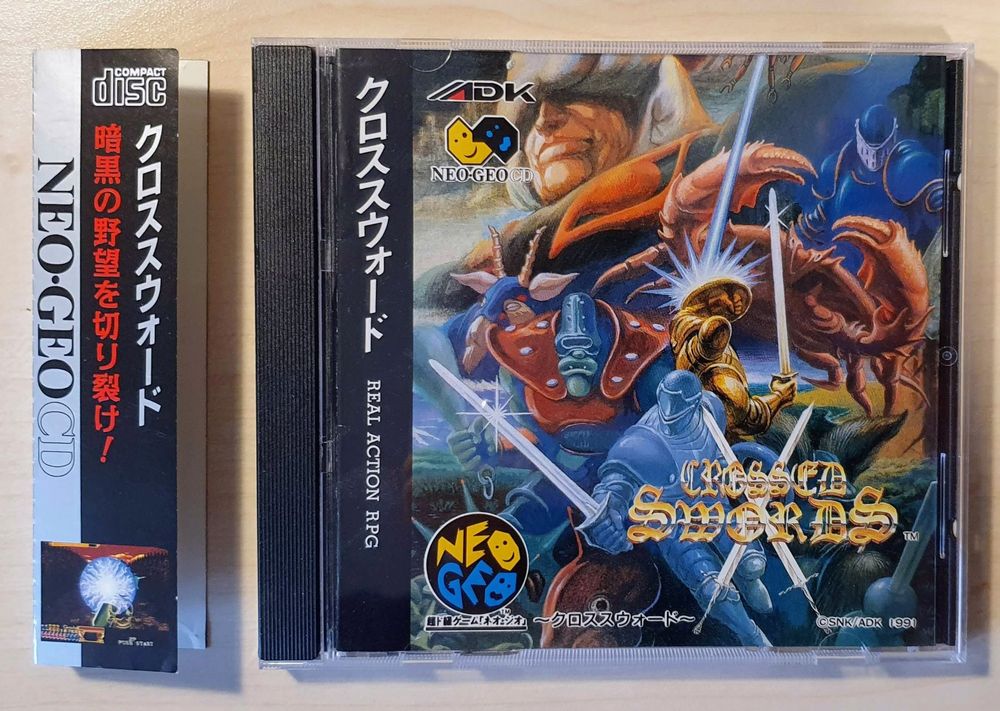 COMPACT
disc
クロススウォード
暗黒の野望を切り裂け!
NEO・GEO CD
PUSH START
クロススウォード
REAL ACTION RPG
ADK
NEO・GEO CD
CROSSED
SWORDS
TM
NEO
GEO
TM
超ド級ゲーム「ネオ・ジオ」
～クロススウォード～
©SNK/ADK 1991